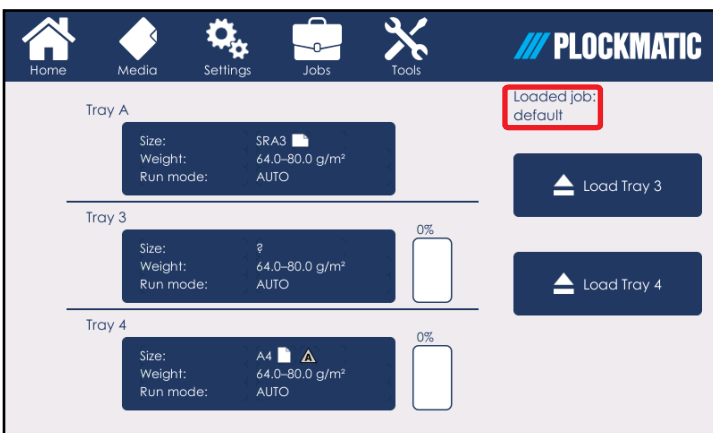 Home Media Settings Jobs Tools PLOCKMATIC
Loaded job:
default
Tray A
Size: SRA3
Weight: 64.0–80.0 g/m²
Run mode: AUTO
Load Tray 3
Tray 3
0%
Size: ?
Weight: 64.0–80.0 g/m²
Run mode: AUTO
Load Tray 4
Tray 4
0%
Size: A4 A
Weight: 64.0–80.0 g/m²
Run mode: AUTO